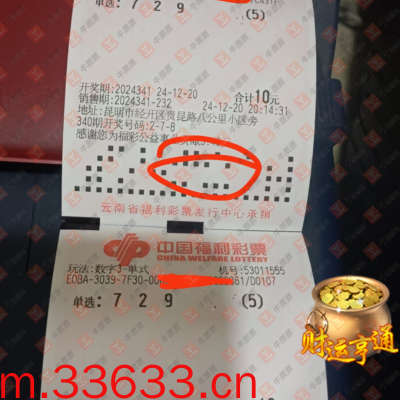 单选: 7 2 9 (5)
开奖期:2024341 24-12-20 合计10元
销售期:2024341-232 24-12-20 20:14:31
地址:昆明市经开区贵昆路八公里小区旁
340期开奖号码:2-7-8
感谢您为福彩公益事业
云南省福利彩票发行中心承销
中国福利彩票
CHINA WELFARE LOTTERY
玩法:数字3-单式 机号:53011555
/D0107
单选: 7 2 9 (5)
财运亨通
m.33633.cn